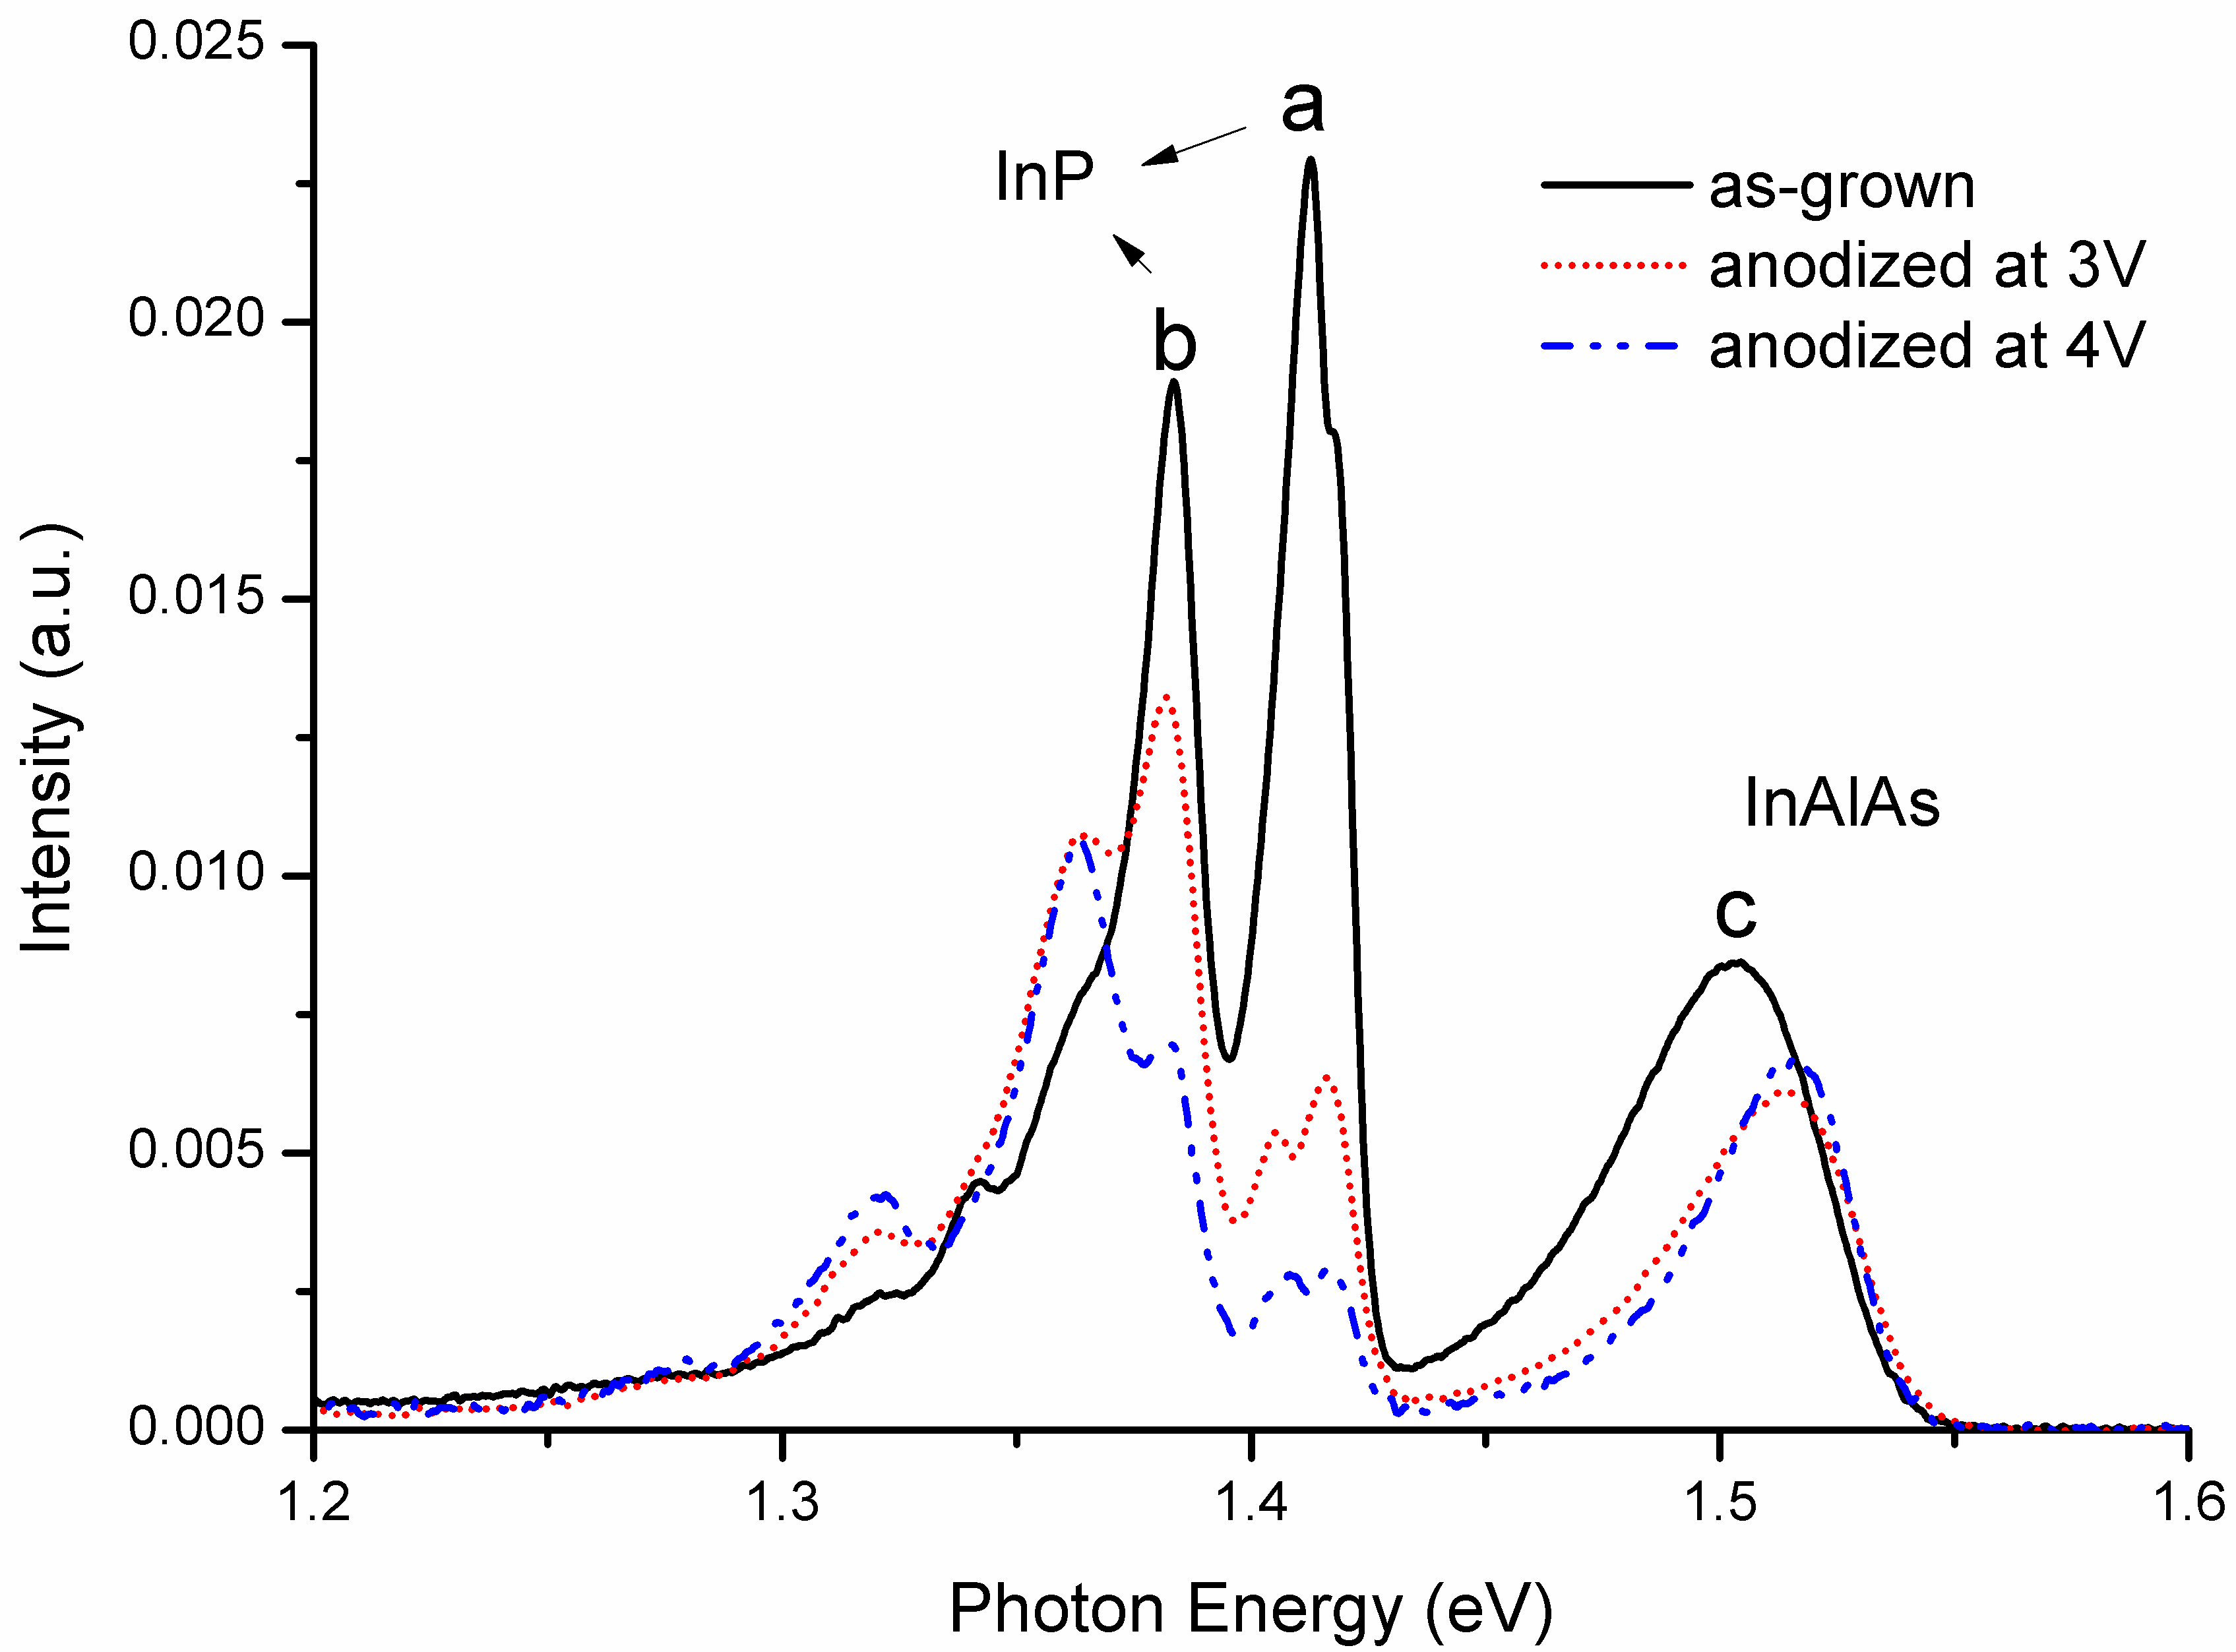 0.025
0.020
0.015
0.010
0.005
0.000
Intensity (a.u.)
a
InP
b
as-grown
anodized at 3V
anodized at 4V
InAlAs
c
1.2
1.3
1.4
1.5
1.6
Photon Energy (eV)